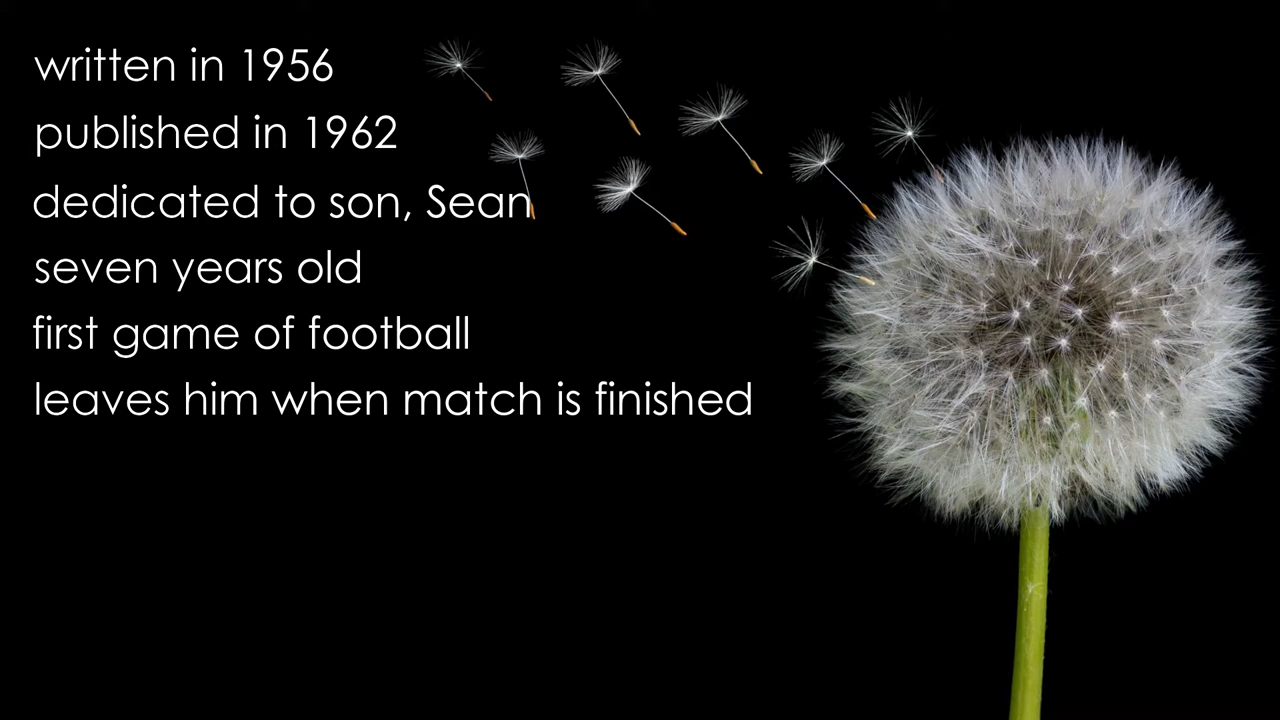 written in 1956
published in 1962
dedicated to son, Sean
seven years old
first game of football
leaves him when match is finished